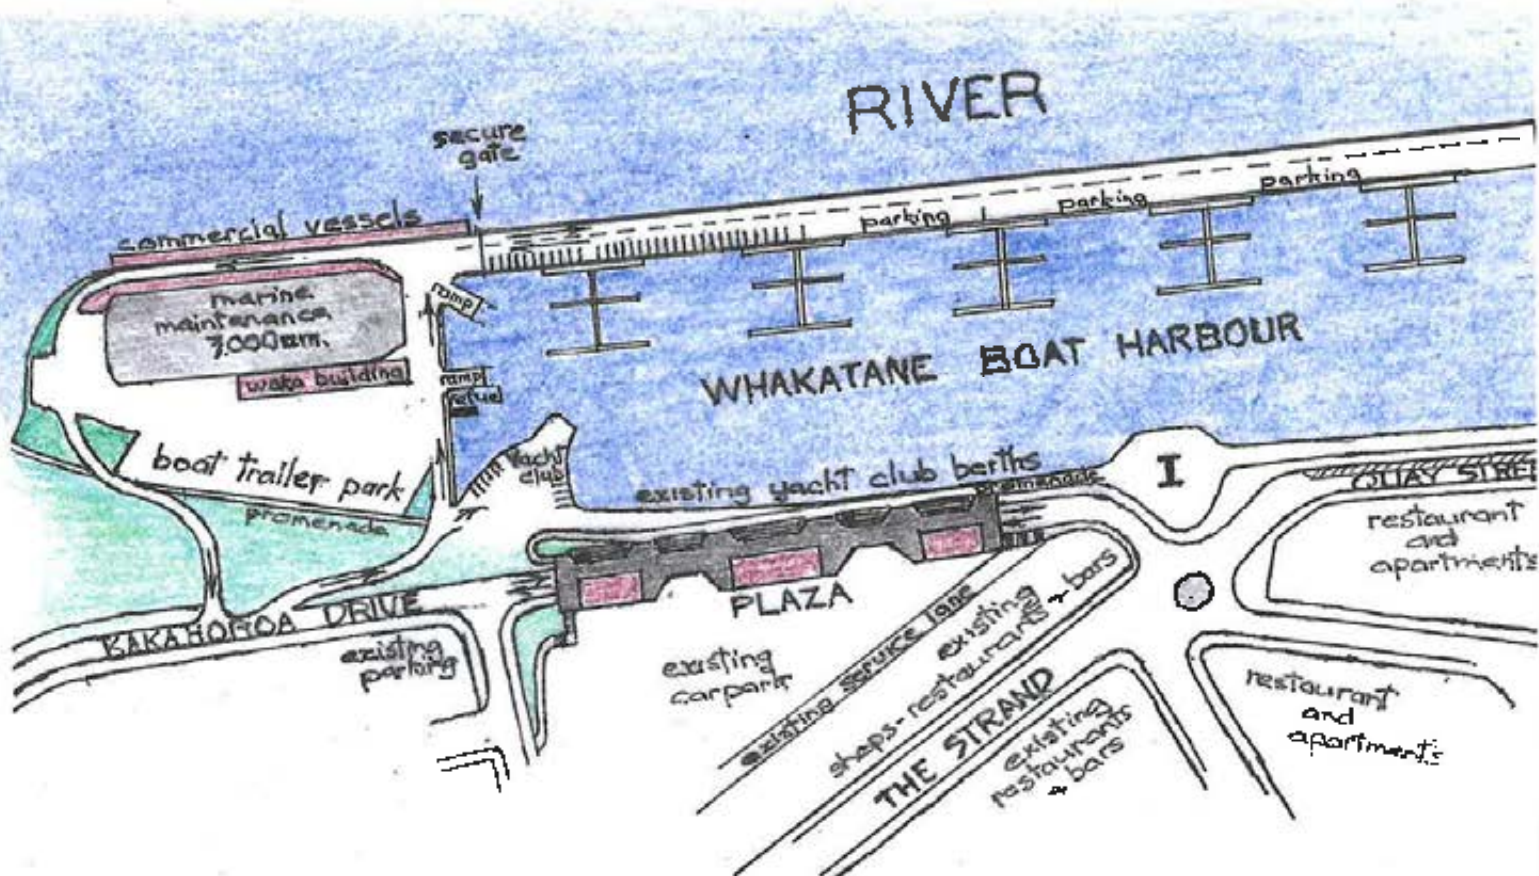 RIVER
secure
gate
commercial vessels
parking
parking
parking
marine
maintenance
7.000sqm.
ramp
waka building
ramp
refuel
WHAKATANE BOAT HARBOUR
boat trailer park
yacht
club
existing yacht club berths
promenade
I
QUAY STREE
promenade
restaurant
and
apartments
KAKAHOROA DRIVE
PLAZA
existing
parking
existing
carpark
existing service lane
existing
shops-restaurants + bars
THE STRAND
existing
restaurants
+ bars
restaurant
and
apartments